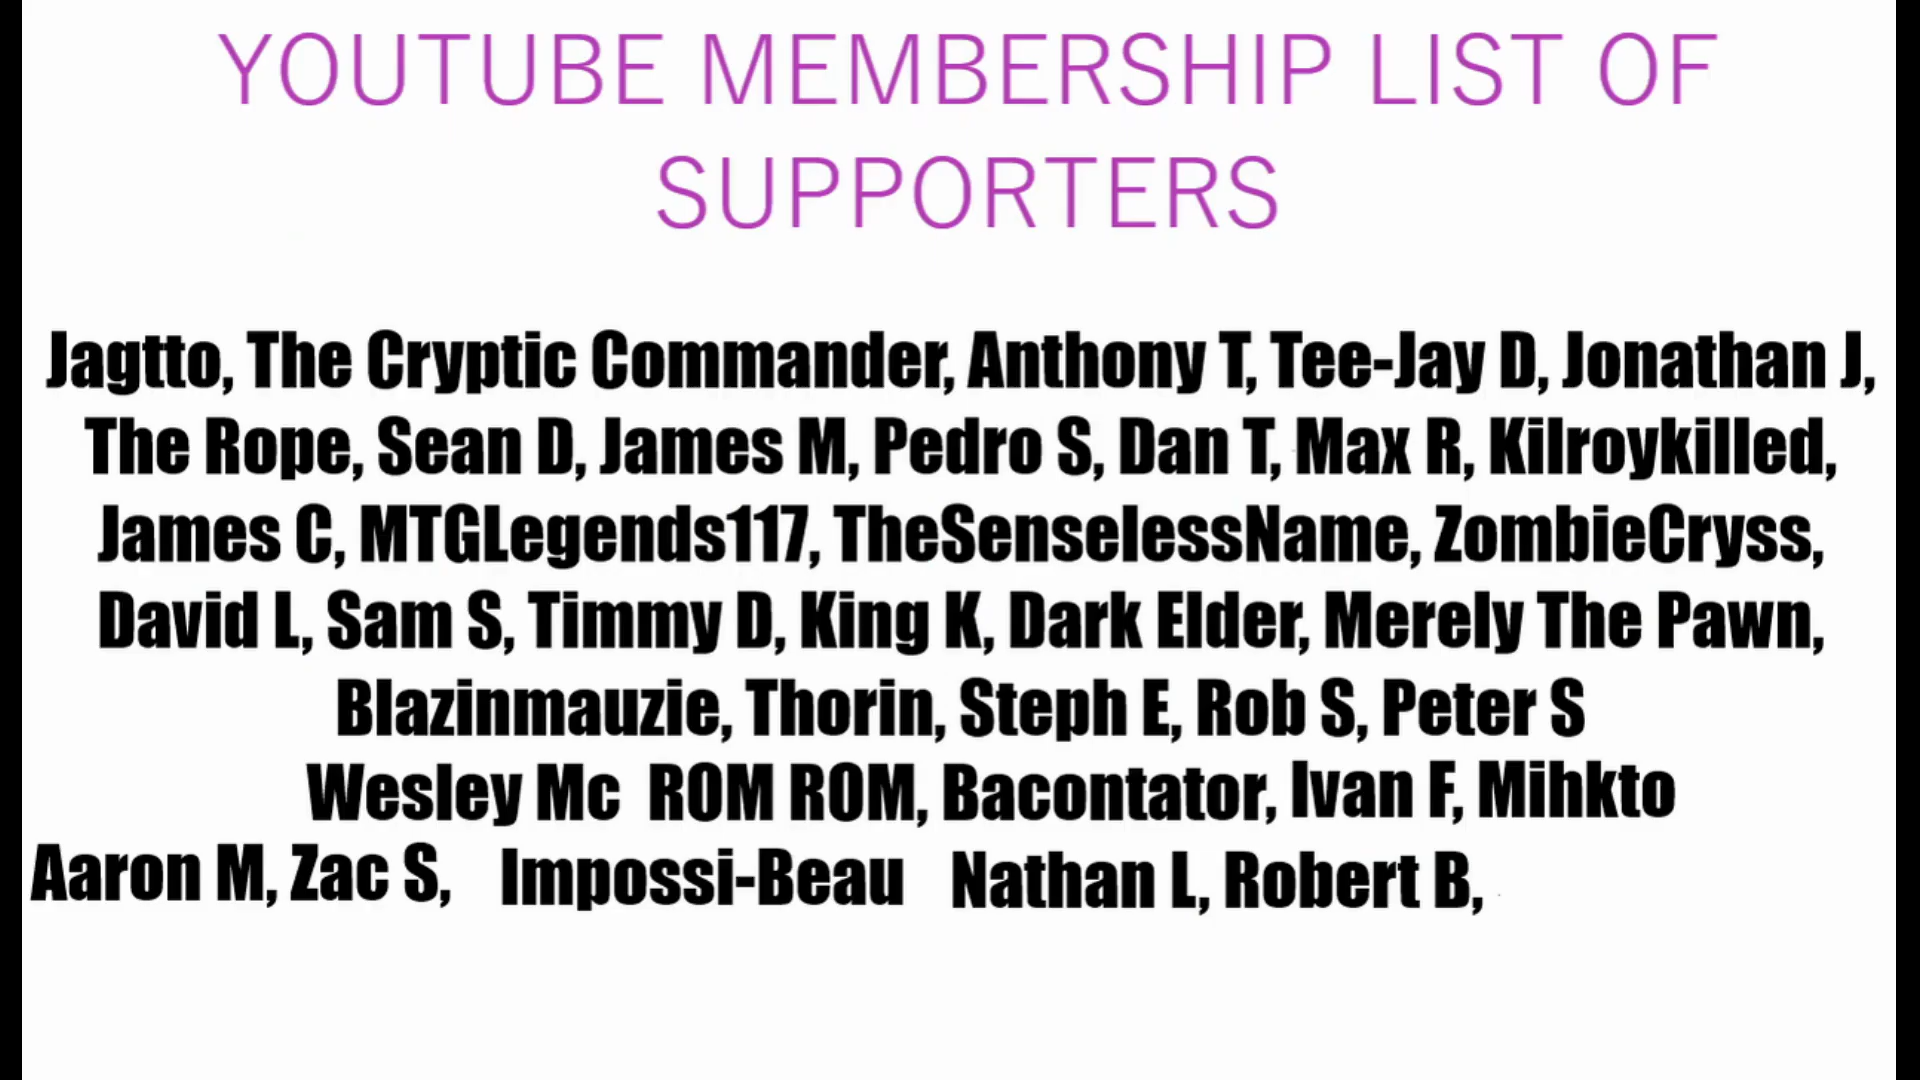 YOUTUBE MEMBERSHIP LIST OF
SUPPORTERS
Jagtto, The Cryptic Commander, Anthony T, Tee-Jay D, Jonathan J,
The Rope, Sean D, James M, Pedro S, Dan T, Max R, Kilroykilled,
James C, MTGLegends117, TheSenselessName, ZombieCryss,
David L, Sam S, Timmy D, King K, Dark Elder, Merely The Pawn,
Blazinmauzie, Thorin, Steph E, Rob S, Peter S
Wesley Mc ROM ROM, Bacontator, Ivan F, Mihkto
Aaron M, Zac S, Impossi-Beau Nathan L, Robert B,